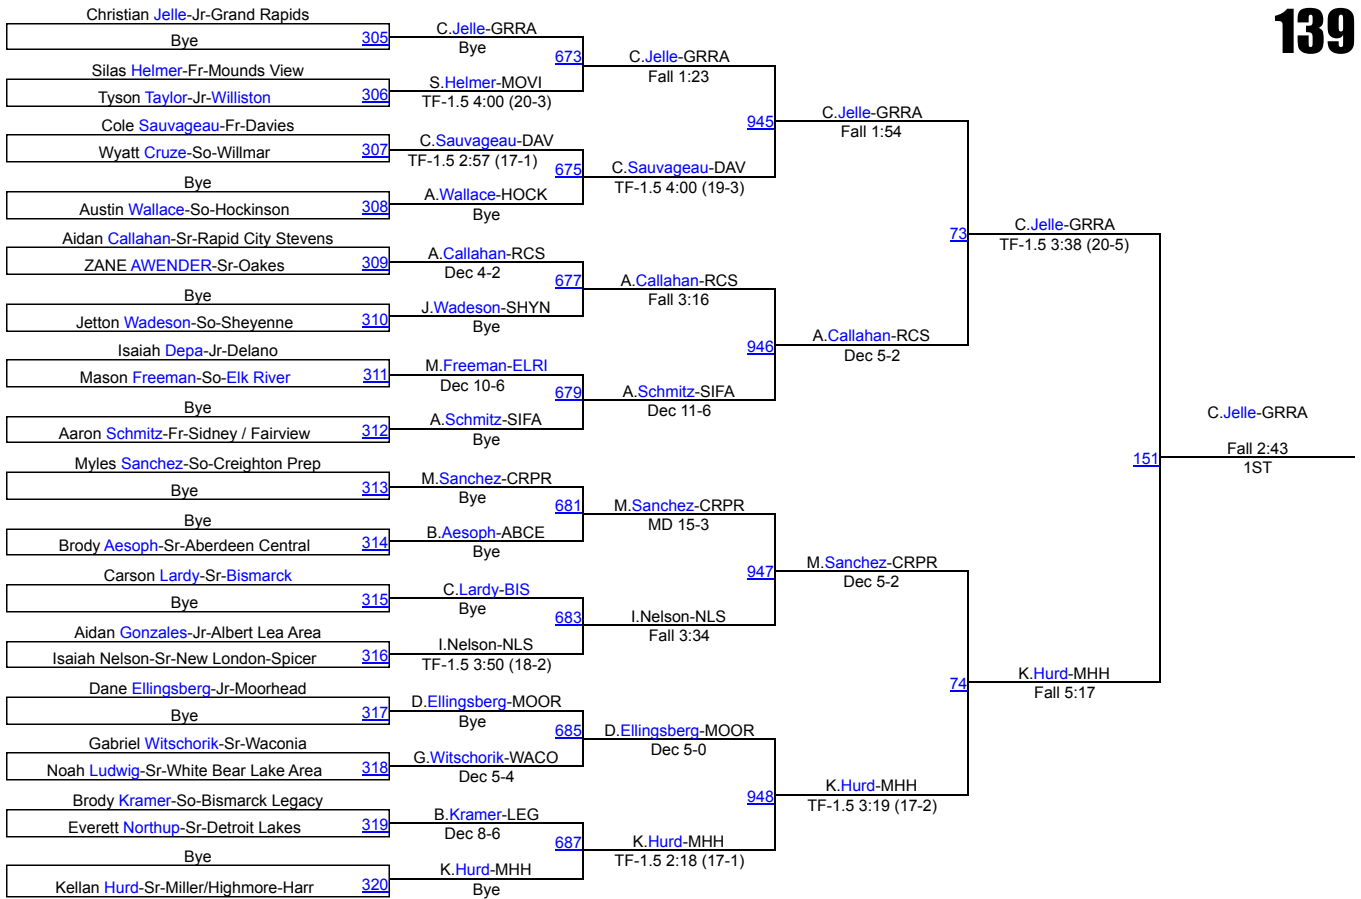 139
Christian Jelle-Jr-Grand Rapids
Bye
305
Silas Helmer-Fr-Mounds View
Tyson Taylor-Jr-Williston
306
Cole Sauvageau-Fr-Davies
Wyatt Cruze-So-Willmar
307
Bye
Austin Wallace-So-Hockinson
308
Aidan Callahan-Sr-Rapid City Stevens
ZANE AWENDER-Sr-Oakes
309
Bye
Jetton Wadeson-So-Sheyenne
310
Isaiah Depa-Jr-Delano
Mason Freeman-So-Elk River
311
Bye
Aaron Schmitz-Fr-Sidney / Fairview
312
Myles Sanchez-So-Creighton Prep
Bye
313
Bye
Brody Aesoph-Sr-Aberdeen Central
314
Carson Lardy-Sr-Bismarck
Bye
315
Aidan Gonzales-Jr-Albert Lea Area
Isaiah Nelson-Sr-New London-Spicer
316
Dane Ellingsberg-Jr-Moorhead
Bye
317
Gabriel Witschorik-Sr-Waconia
Noah Ludwig-Sr-White Bear Lake Area
318
Brody Kramer-So-Bismarck Legacy
Everett Northup-Sr-Detroit Lakes
319
Bye
Kellan Hurd-Sr-Miller/Highmore-Harr
320
C.Jelle-GRRA
Bye
673
S.Helmer-MOVI
TF-1.5 4:00 (20-3)
C.Sauvageau-DAV
TF-1.5 2:57 (17-1)
675
A.Wallace-HOCK
Bye
A.Callahan-RCS
Dec 4-2
677
J.Wadeson-SHYN
Bye
M.Freeman-ELRI
Dec 10-6
679
A.Schmitz-SIFA
Bye
M.Sanchez-CRPR
Bye
681
B.Aesoph-ABCE
Bye
C.Lardy-BIS
Bye
683
I.Nelson-NLS
TF-1.5 3:50 (18-2)
D.Ellingsberg-MOOR
Bye
685
G.Witschorik-WACO
Dec 5-4
B.Kramer-LEG
Dec 8-6
687
K.Hurd-MHH
Bye
C.Jelle-GRRA
Fall 1:23
945
C.Sauvageau-DAV
TF-1.5 4:00 (19-3)
A.Callahan-RCS
Fall 3:16
946
A.Schmitz-SIFA
Dec 11-6
M.Sanchez-CRPR
MD 15-3
947
I.Nelson-NLS
Fall 3:34
D.Ellingsberg-MOOR
Dec 5-0
948
K.Hurd-MHH
TF-1.5 2:18 (17-1)
C.Jelle-GRRA
Fall 1:54
73
A.Callahan-RCS
Dec 5-2
M.Sanchez-CRPR
Dec 5-2
74
K.Hurd-MHH
TF-1.5 3:19 (17-2)
C.Jelle-GRRA
TF-1.5 3:38 (20-5)
151
K.Hurd-MHH
Fall 5:17
C.Jelle-GRRA
Fall 2:43
1ST